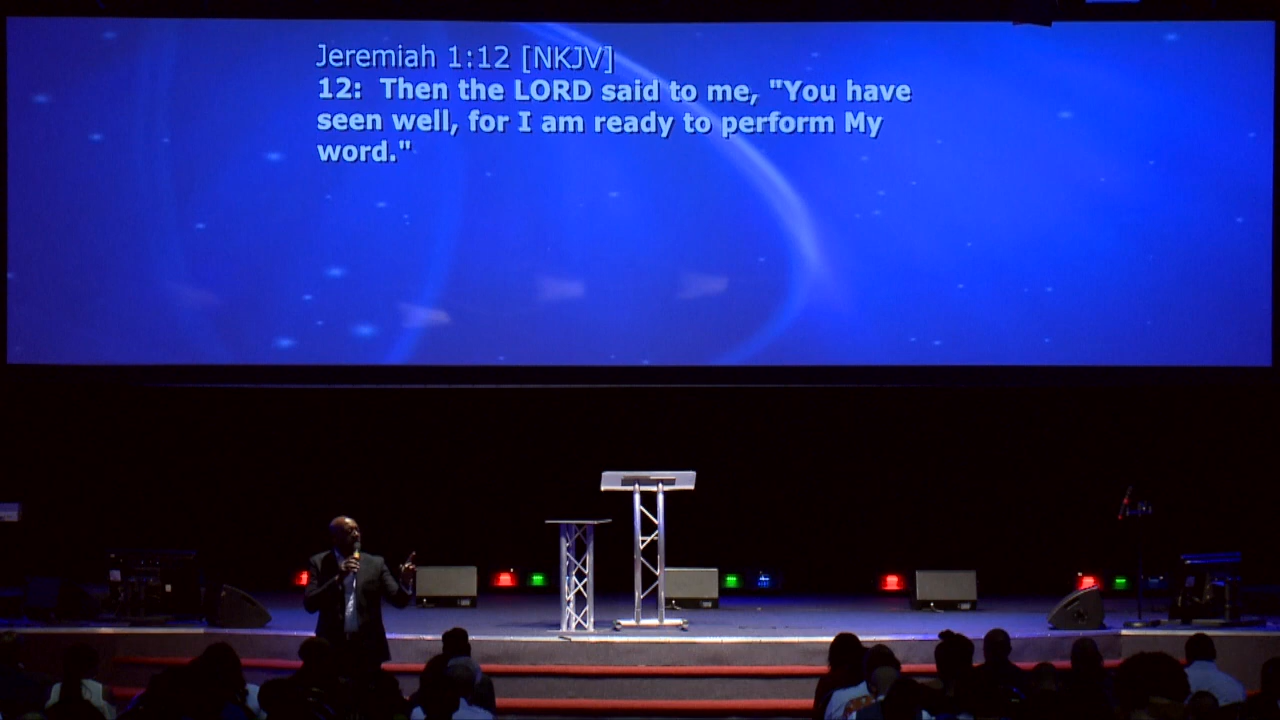 Jeremiah 1:12 [NKJV]
12: Then the LORD said to me, "You have
seen well, for I am ready to perform My
word."